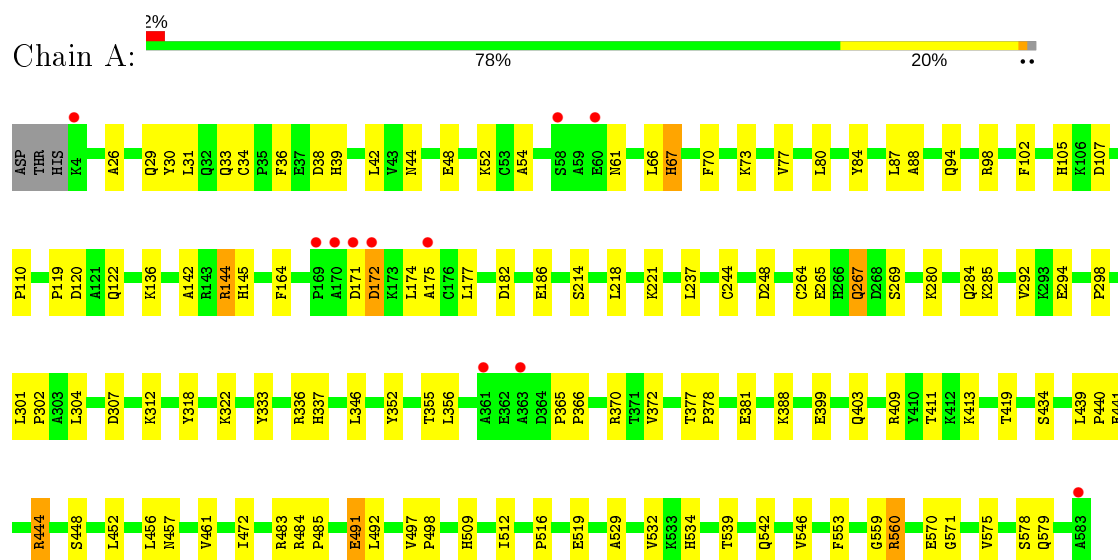 2%
Chain A:
78% 20% ••
ASP THR HIS K4 A26 Q29 Y30 L31 Q32 Q33 C34 P35 F36 E37 D38 H39 L42 V43 N44 E48 K52 C53 A54 S58 A59 E60 N61 L66 H67 F70 K73 V77 L80 Y84 L87 A88 Q94 R98 F102 H105 K106 D107
P110 P119 D120 A121 Q122 K136 A142 R143 R144 H145 F164 P169 A170 D171 D172 K173 L174 A175 C176 L177 D182 E186 S214 L218 K221 L237 C244 D248 C264 E265 H266 Q267 D268 S269 K280 Q284 K285 V292 K293 E294 P298
L301 P302 A303 L304 D307 K312 Y318 K322 Y333 R336 H337 L346 Y352 T355 L356 A361 E362 A363 D364 P365 P366 R370 T371 V372 T377 P378 E381 K388 E399 Q403 R409 Y410 T411 K412 K413 T419 S434 L439 P440
R444 S448 L452 L456 N457 V461 I472 R483 R484 P485 E491 L492 V497 P498 H509 I512 P516 E519 A529 V532 K533 H534 T539 Q542 V546 F553 G559 R560 E570 G571 V575 S578 Q579 A583